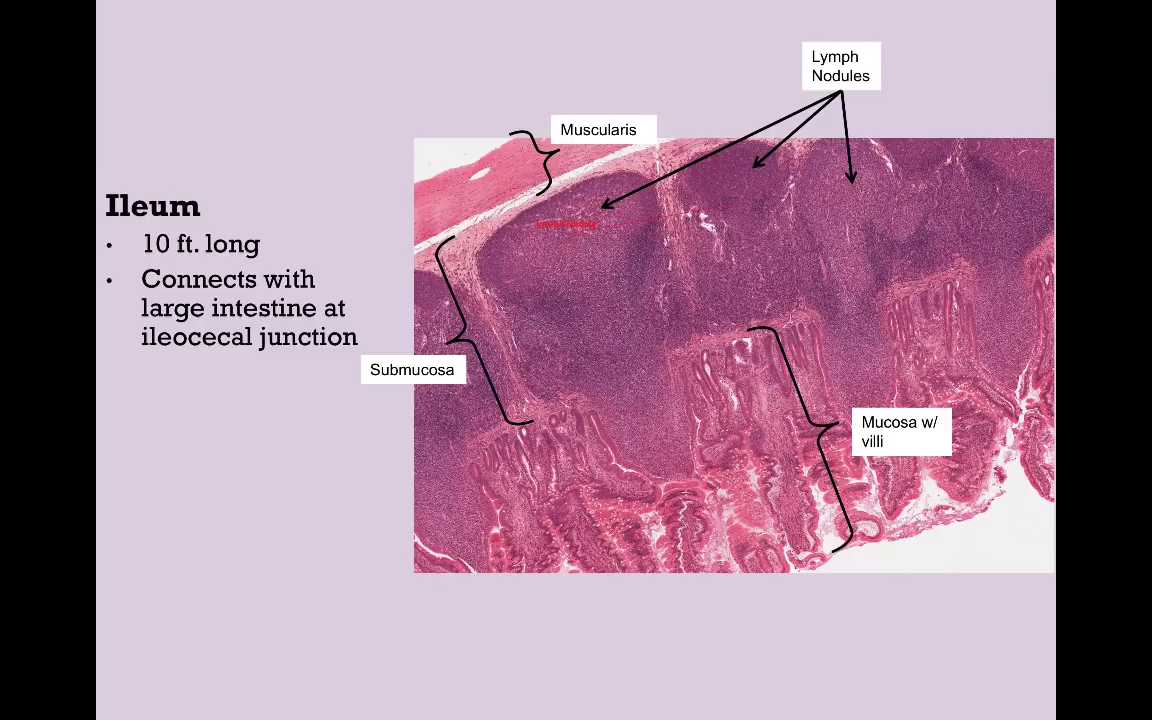 Lymph
Nodules
Muscularis
Ileum
• 10 ft. long
• Connects with
large intestine at
ileocecal junction
Submucosa
Mucosa w/
villi